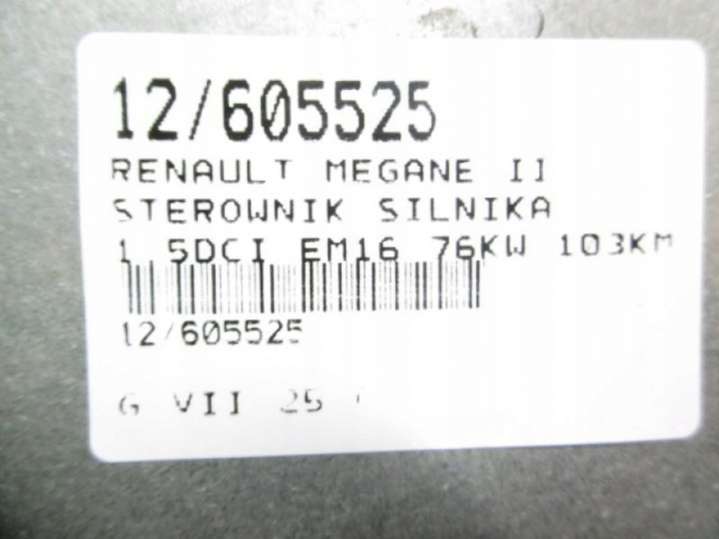 12/605525
RENAULT MEGANE II
STEROWNIK SILNIKA
1.5DCI EM16 76KW 103KM
12/605525
G VII 25